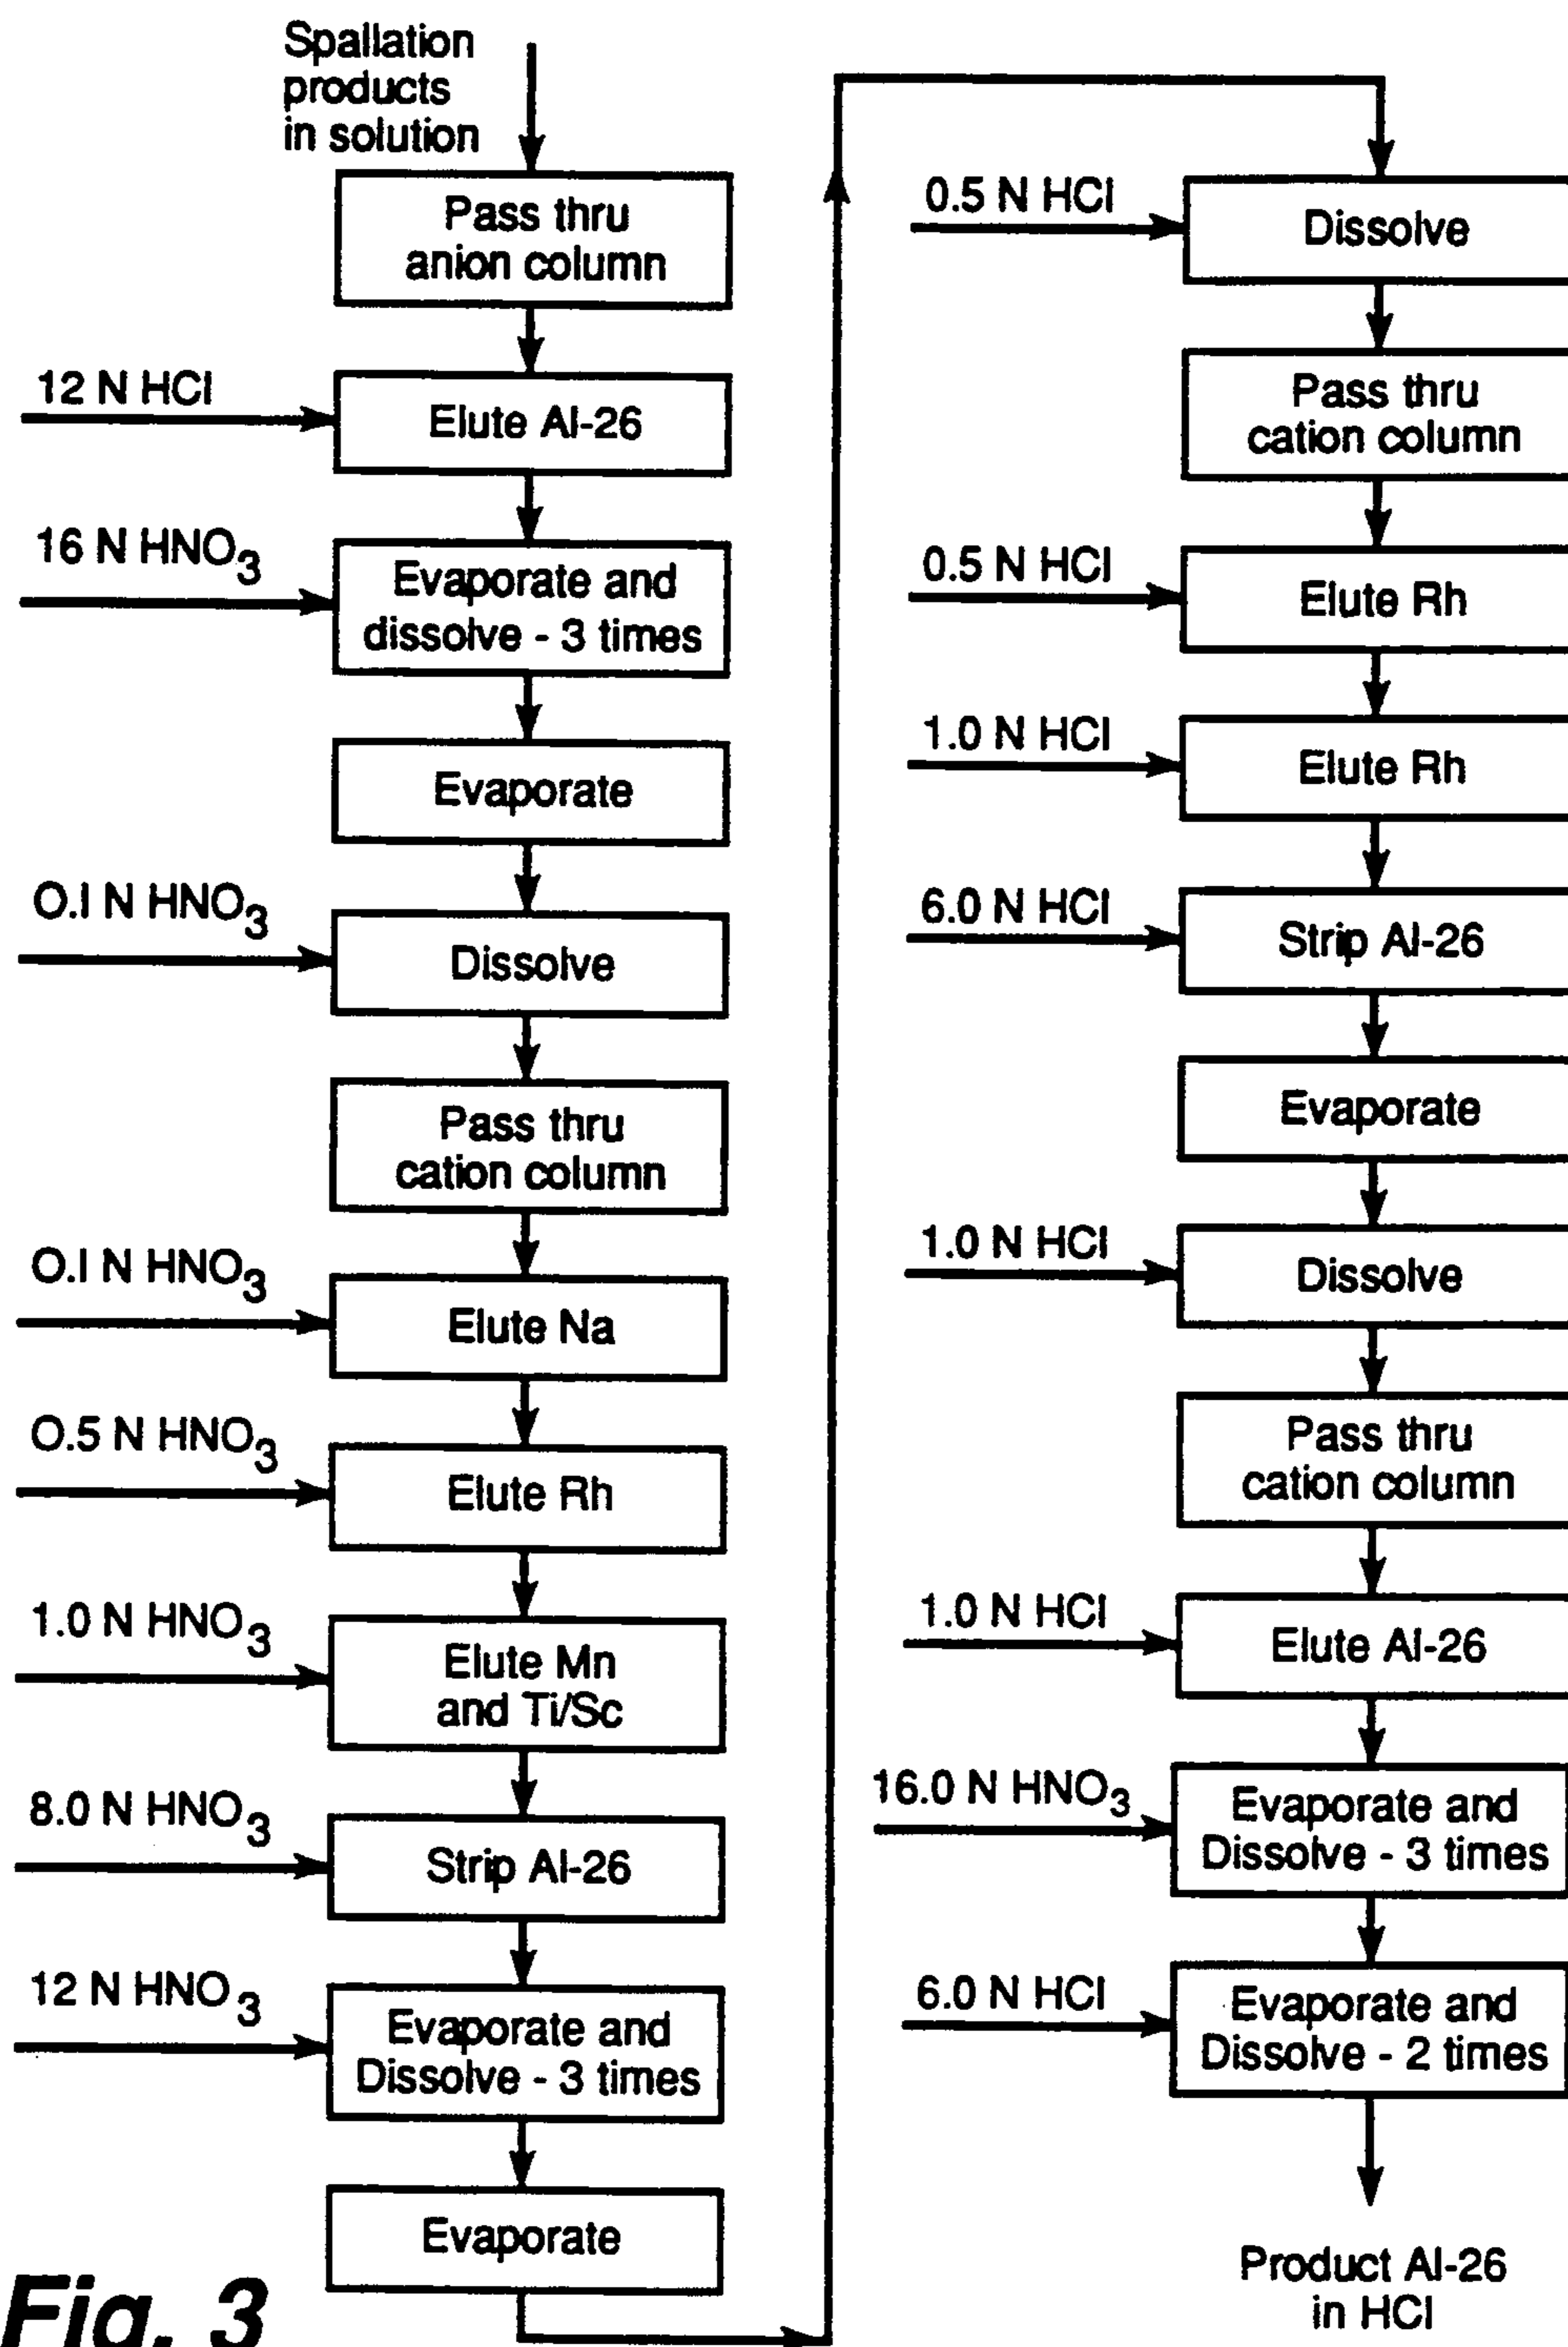 Spallation
products
in solution
Pass thru
anion column
12 N HCl
Elute Al-26
16 N HNO3
Evaporate and
dissolve - 3 times
Evaporate
O.I N HNO3
Dissolve
Pass thru
cation column
O.I N HNO3
Elute Na
O.5 N HNO3
Elute Rh
1.0 N HNO3
Elute Mn
and Ti/Sc
8.0 N HNO3
Strip Al-26
12 N HNO3
Evaporate and
Dissolve - 3 times
Evaporate
0.5 N HCl
Dissolve
Pass thru
cation column
0.5 N HCl
Elute Rh
1.0 N HCl
Elute Rh
6.0 N HCl
Strip Al-26
Evaporate
1.0 N HCl
Dissolve
Pass thru
cation column
1.0 N HCl
Elute Al-26
16.0 N HNO3
Evaporate and
Dissolve - 3 times
6.0 N HCl
Evaporate and
Dissolve - 2 times
Product Al-26
in HCl
Fig. 3